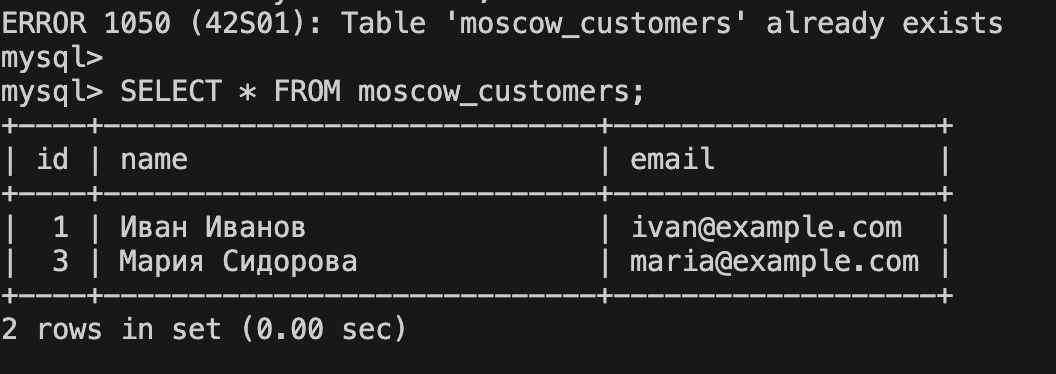 ERROR 1050 (42S01): Table 'moscow_customers' already exists
mysql>
mysql> SELECT * FROM moscow_customers;
+----+-----------------------------+-------------------+
| id | name                        | email             |
+----+-----------------------------+-------------------+
|  1 | Иван Иванов                 | ivan@example.com  |
|  3 | Мария Сидорова              | maria@example.com |
+----+-----------------------------+-------------------+
2 rows in set (0.00 sec)